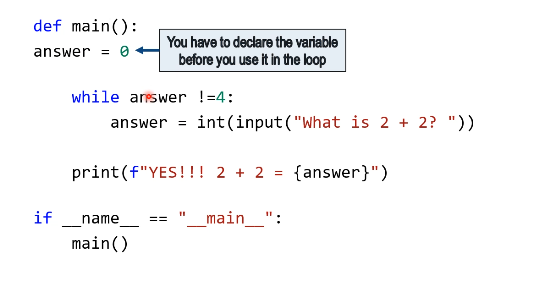 def main():
answer = 0
You have to declare the variable
before you use it in the loop
while answer !=4:
answer = int(input("What is 2 + 2? "))
print(f"YES!!! 2 + 2 = {answer}")
if __name__ == "__main__":
main()